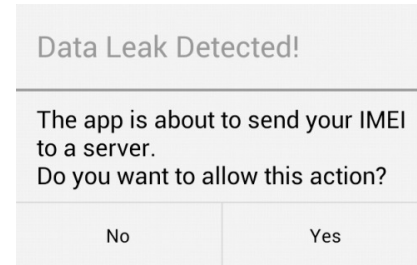 Data Leak Detected!
The app is about to send your IMEI
to a server.
Do you want to allow this action?
No
Yes